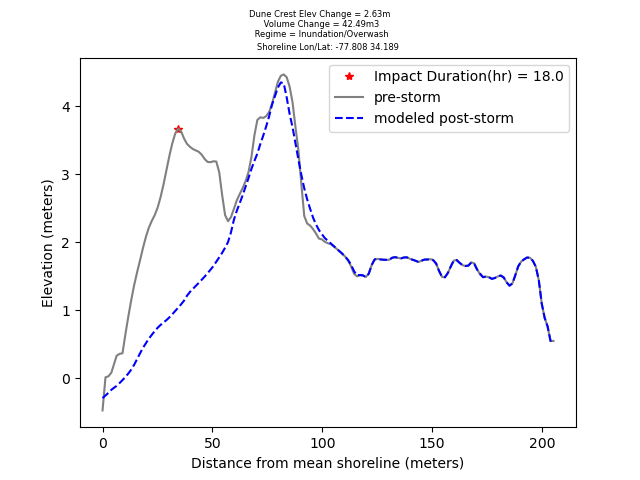 Dune Crest Elev Change = 2.63m
Volume Change = 42.49m3
Regime = Inundation/Overwash
Shoreline Lon/Lat: -77.808 34.189
Impact Duration(hr) = 18.0
pre-storm
modeled post-storm
Elevation (meters)
4
3
2
1
0
0 50 100 150 200
Distance from mean shoreline (meters)